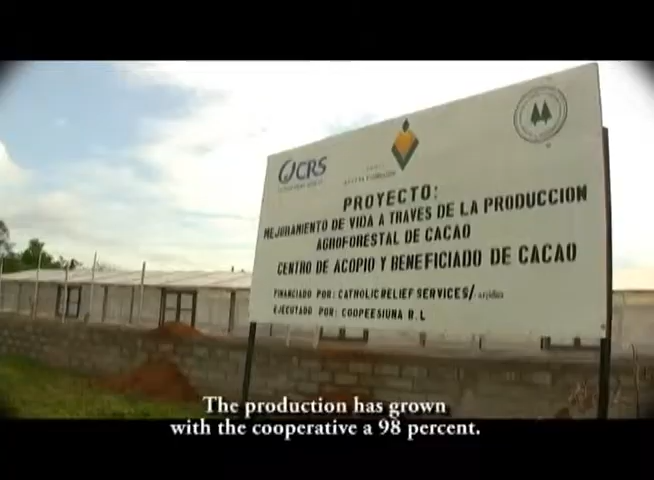 CRS
PROYECTO:
MEJORAMIENTO DE VIDA A TRAVES DE LA PRODUCCION
AGROFORESTAL DE CACAO
CENTRO DE ACOPIO Y BENEFICIADO DE CACAO
FINANCIADO POR: CATHOLIC RELIEF SERVICES/
EJECUTADO POR: COOPESIUNA R.L
The production has grown
with the cooperative a 98 percent.